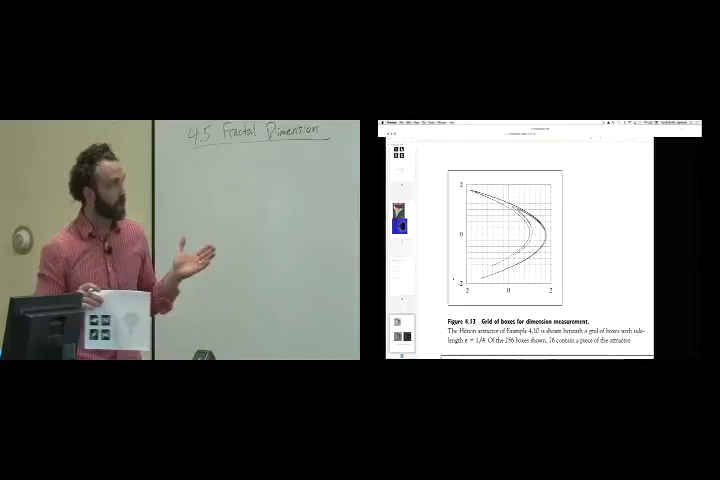 4.5 Fractal Dimension
2
0
-2
-2
0
2
Figure 4.13 Grid of boxes for dimension measurement.
The Hénon attractor of Example 4.10 is shown beneath a grid of boxes with side-
length ϵ = 1/4. Of the 256 boxes shown, 76 contain a piece of the attractor.